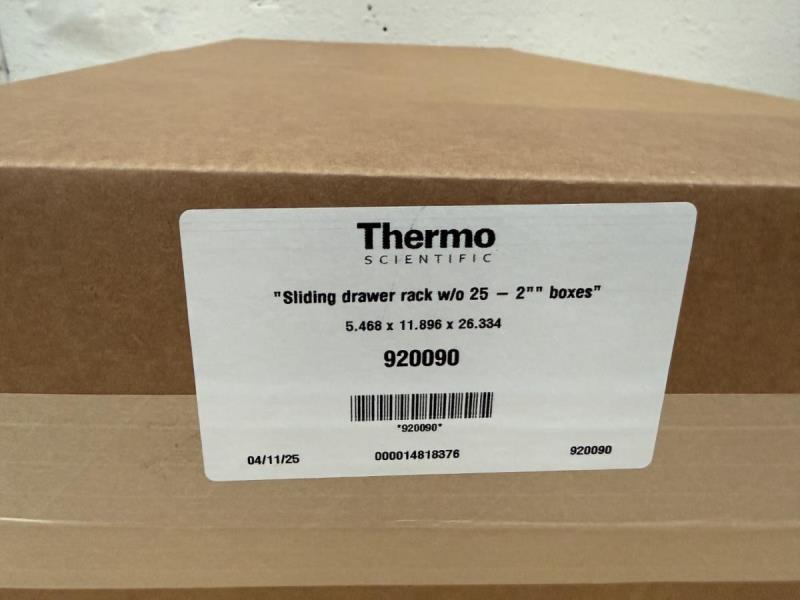 Thermo
SCIENTIFIC
"Sliding drawer rack w/o 25 – 2"" boxes"
5.468 x 11.896 x 26.334
920090
*920090*
04/11/25 000014818376 920090